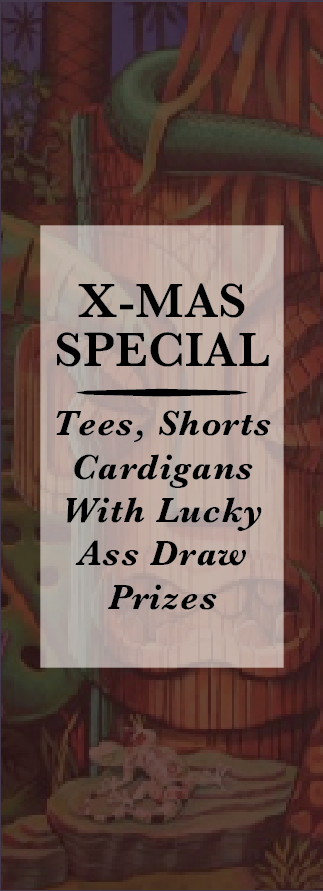 X-MAS
SPECIAL
Tees, Shorts
Cardigans
With Lucky
Ass Draw
Prizes